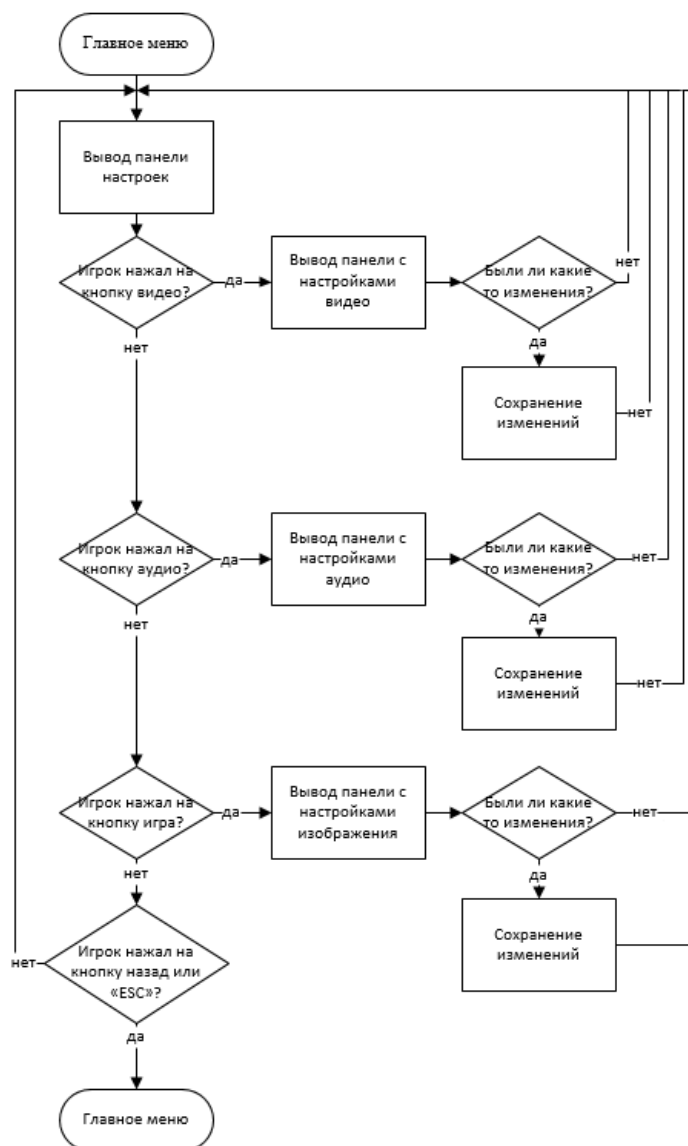 Главное меню
Вывод панели
настроек
Игрок нажал на
кнопку видео?
да
Вывод панели с
настройками
видео
Были ли какие
то изменения?
нет
нет
да
Сохранение
изменений
нет
Игрок нажал на
кнопку аудио?
да
Вывод панели с
настройками
аудио
Были ли какие
то изменения?
нет
нет
да
Сохранение
изменений
нет
Игрок нажал на
кнопку игра?
да
Вывод панели с
настройками
изображения
Были ли какие
то изменения?
нет
нет
да
Сохранение
изменений
Игрок нажал на
кнопку назад или
«ESC»?
нет
да
Главное меню